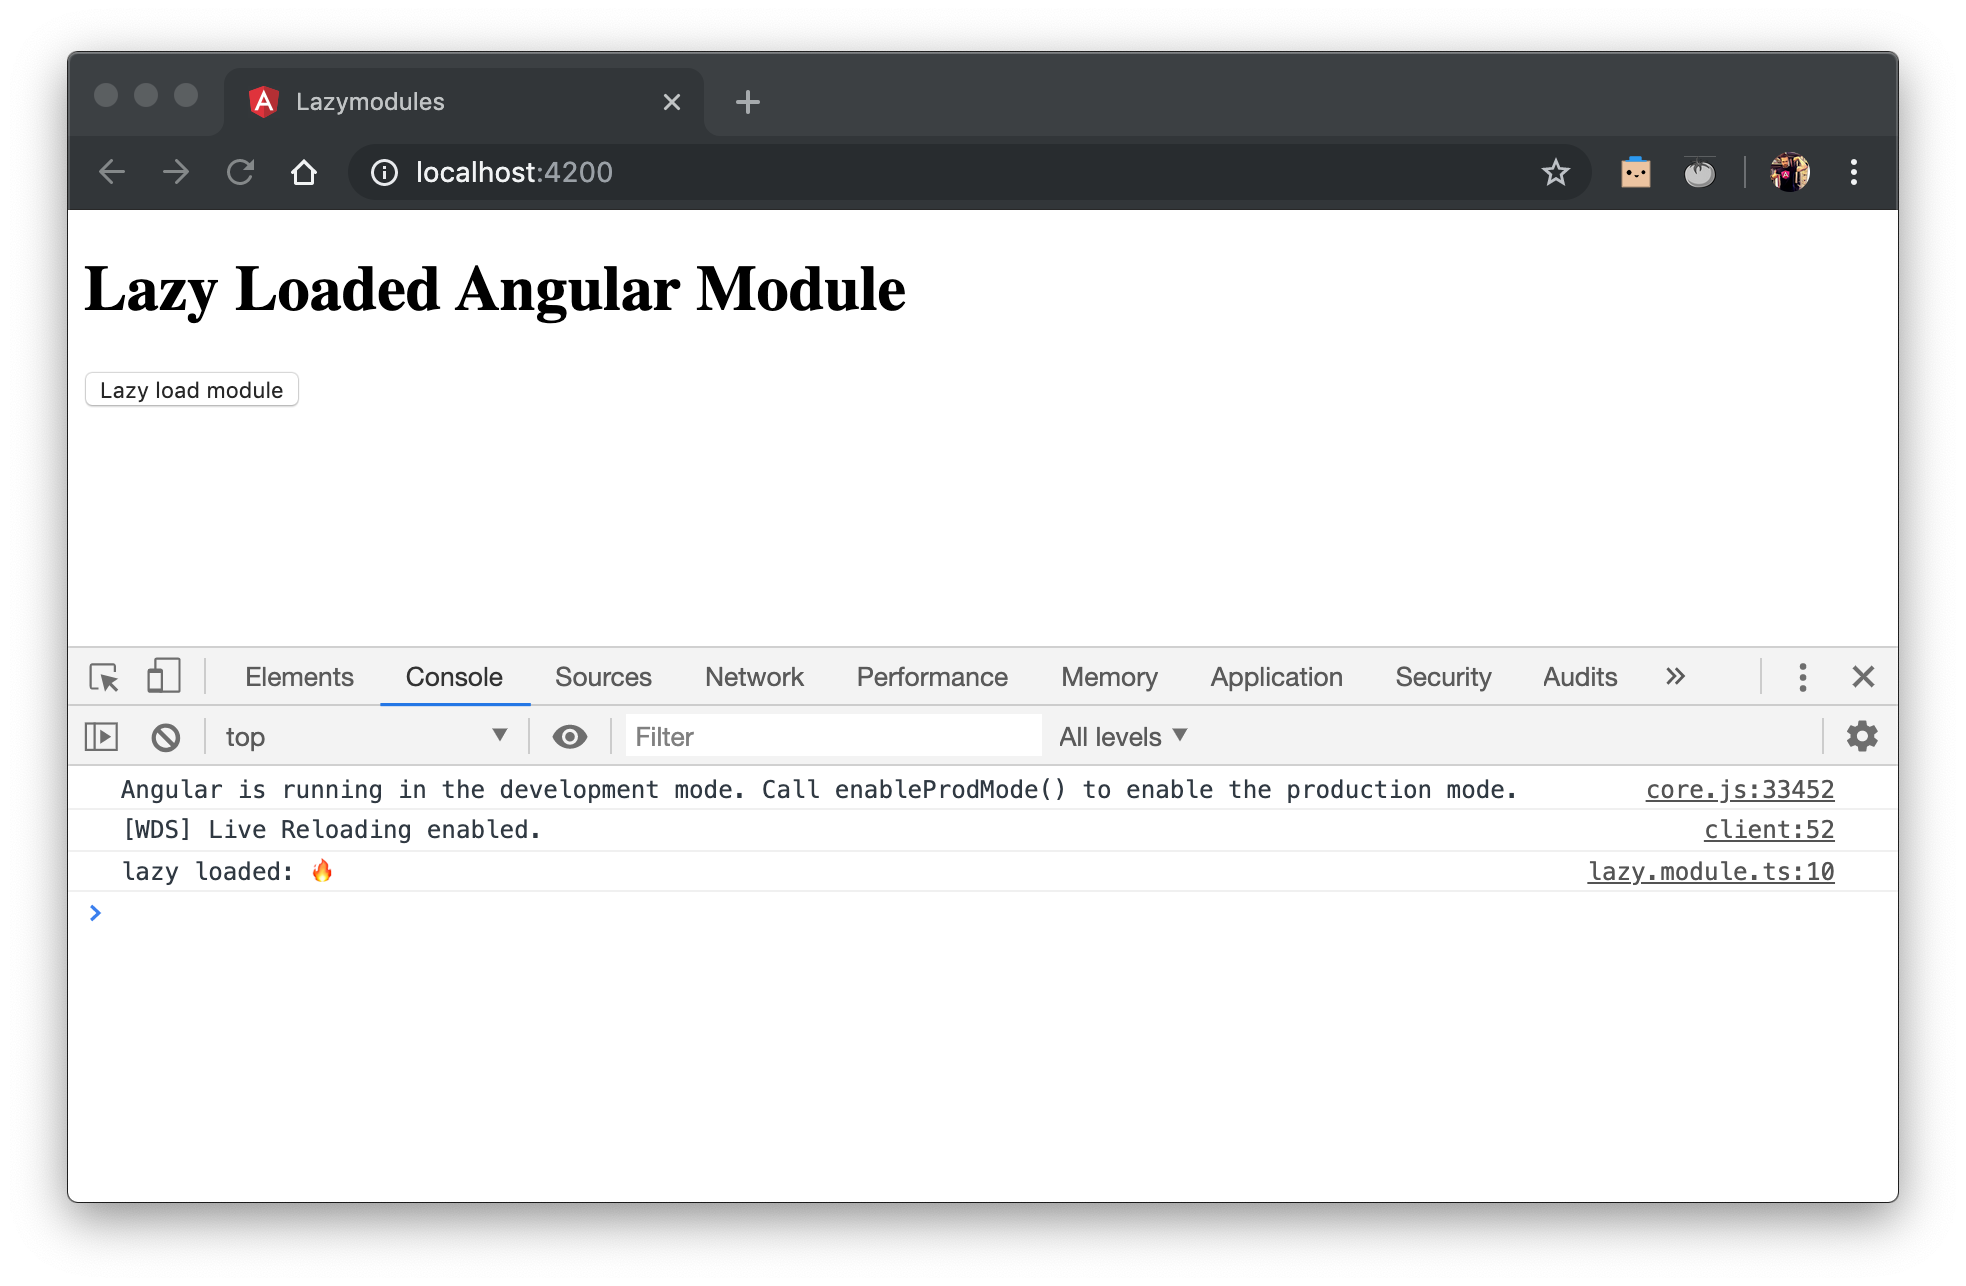 Lazymodules
localhost:4200
Lazy Loaded Angular Module
Lazy load module
Elements Console Sources Network Performance Memory Application Security Audits
top Filter All levels
Angular is running in the development mode. Call enableProdMode() to enable the production mode. core.js:33452
[WDS] Live Reloading enabled. client:52
lazy loaded: 🔥 lazy.module.ts:10